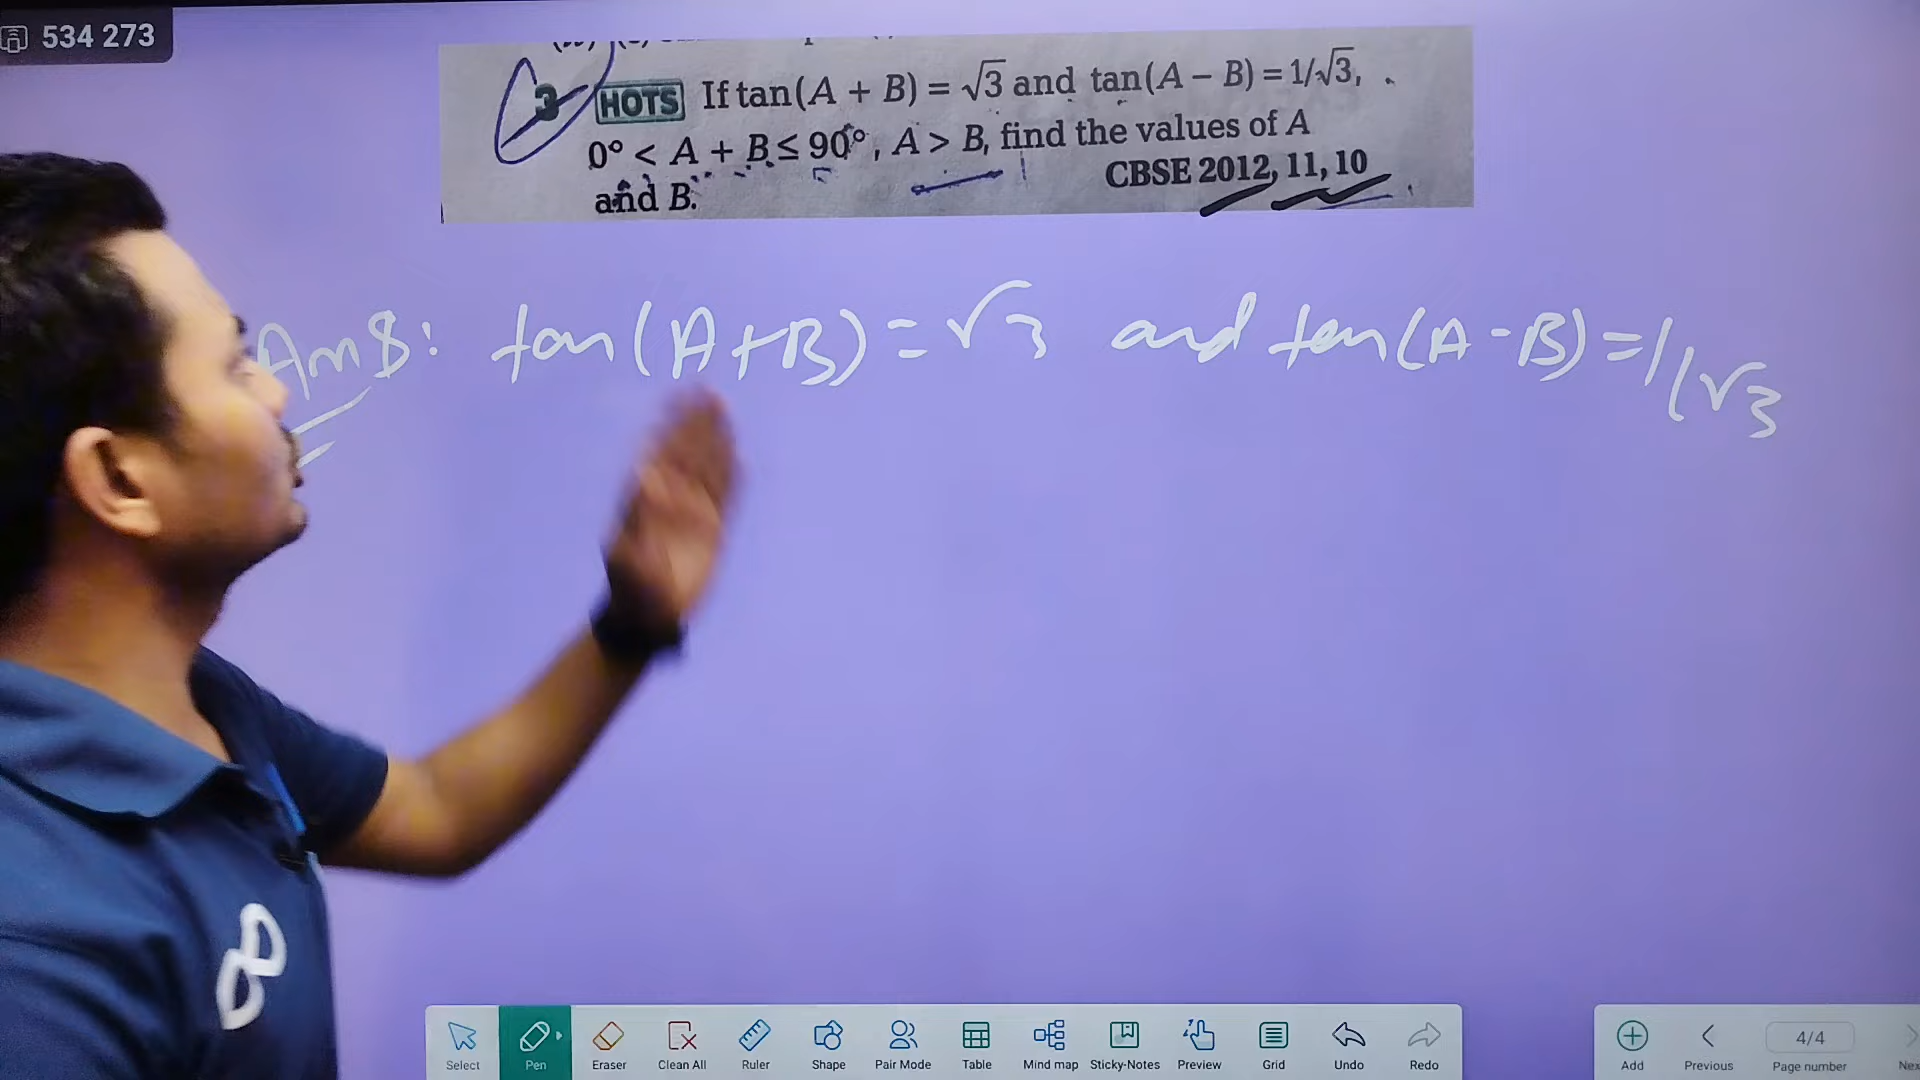 534 273
3 HOTS If tan(A + B) = √3 and tan(A − B) = 1/√3,
0° < A + B ≤ 90°, A > B, find the values of A
and B.
CBSE 2012, 11, 10
Ans: tan(A+B) = √3 and tan(A-B) = 1/√3
Select Pen Eraser Clean All Ruler Shape Pair Mode Table Mind map Sticky-Notes Preview Grid Undo Redo
Add Previous 4/4 Page number